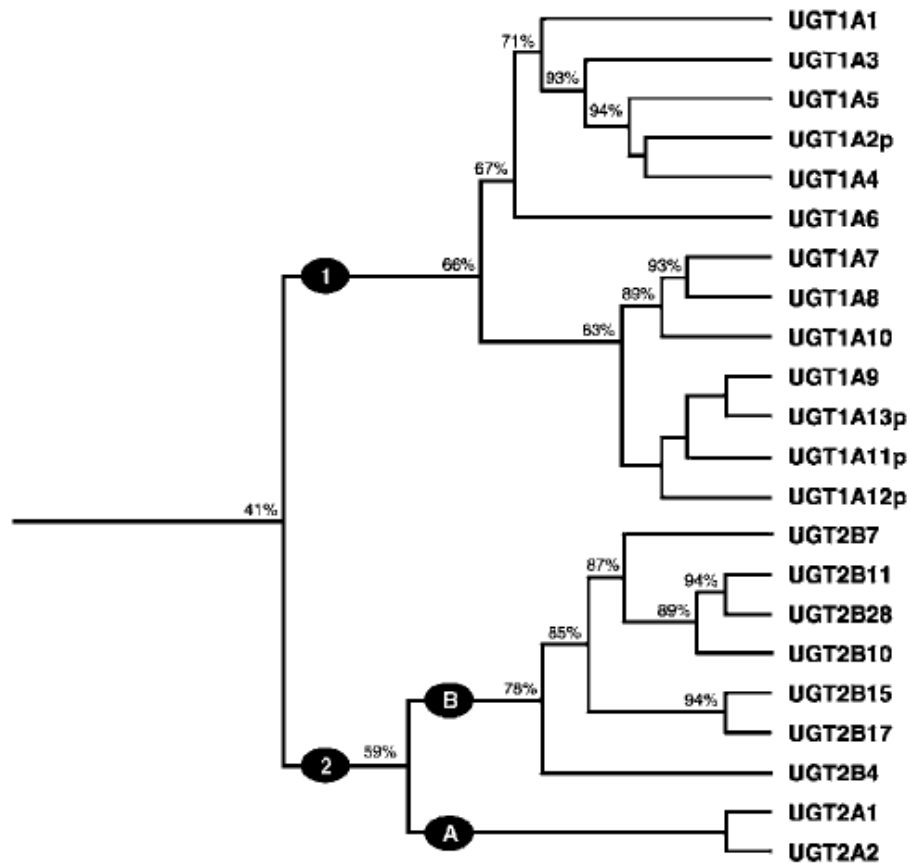 UGT1A1
71%
UGT1A3
93%
UGT1A5
94%
UGT1A2p
67%
UGT1A4
UGT1A6
66%
1
UGT1A7
93%
UGT1A8
89%
83%
UGT1A10
UGT1A9
UGT1A13p
UGT1A11p
UGT1A12p
41%
UGT2B7
87%
UGT2B11
94%
UGT2B28
89%
85%
UGT2B10
78%
B
UGT2B15
94%
UGT2B17
59%
2
UGT2B4
UGT2A1
A
UGT2A2